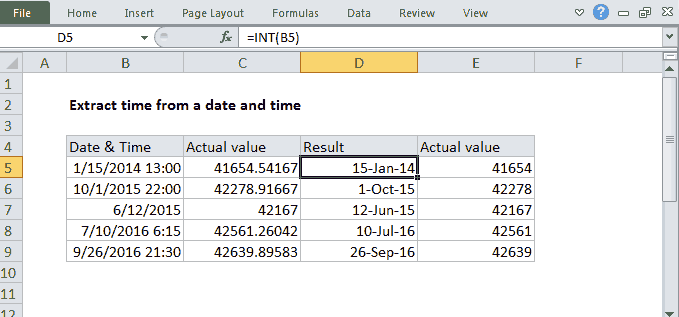 File Home Insert Page Layout Formulas Data Review View
D5 fx =INT(B5)
A B C D E F
1
2 Extract time from a date and time
3
4 Date & Time Actual value Result Actual value
5 1/15/2014 13:00 41654.54167 15-Jan-14 41654
6 10/1/2015 22:00 42278.91667 1-Oct-15 42278
7 6/12/2015 42167 12-Jun-15 42167
8 7/10/2016 6:15 42561.26042 10-Jul-16 42561
9 9/26/2016 21:30 42639.89583 26-Sep-16 42639
10
11
12